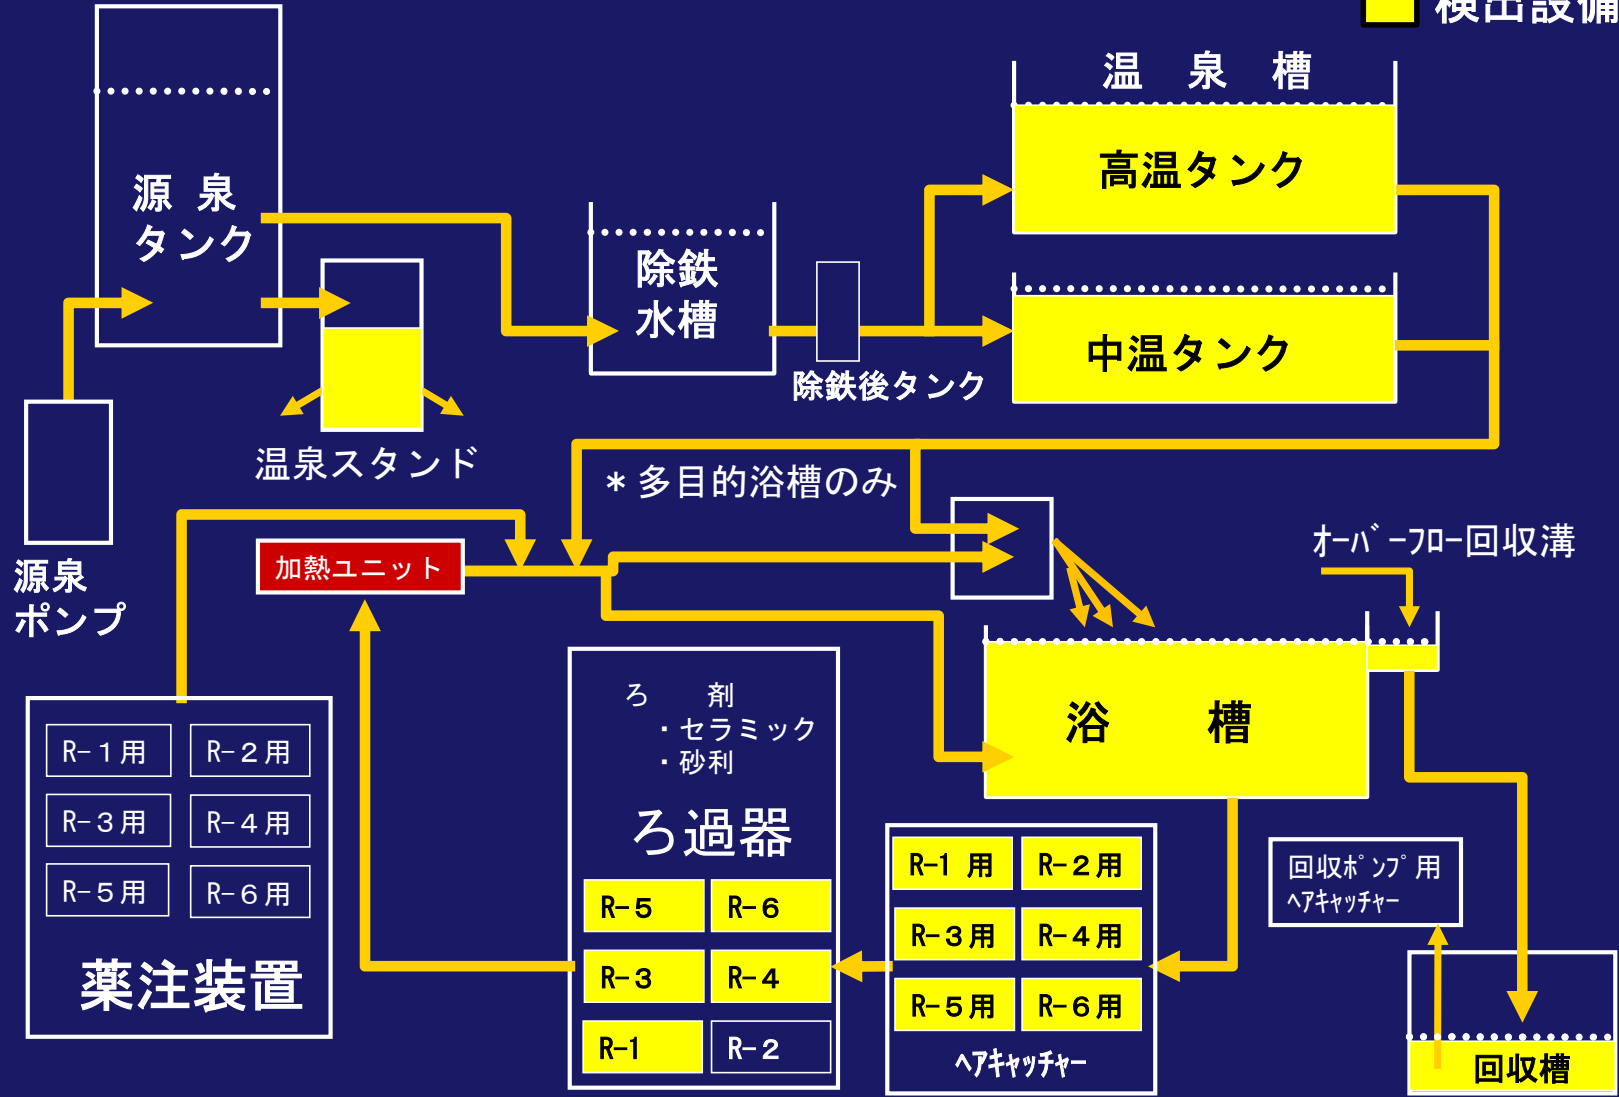 検出設備
温 泉 槽
高温タンク
源 泉
タンク
除鉄
水槽
中温タンク
除鉄後タンク
温泉スタンド
＊多目的浴槽のみ
ｵｰﾊﾞｰﾌﾛｰ回収溝
加熱ユニット
源泉
ポンプ
ろ 剤
・セラミック
・砂利
浴 槽
R-１用
R-２用
R-３用
R-４用
R-５用
R-６用
薬注装置
ろ過器
R-５
R-６
R-３
R-４
R-1
R-２
R-1 用
R-２用
R-３用
R-４用
R-５用
R-６用
ﾍｱｷｬｯﾁｬｰ
回収ﾎﾟﾝﾌﾟ用
ﾍｱｷｬｯﾁｬｰ
回収槽